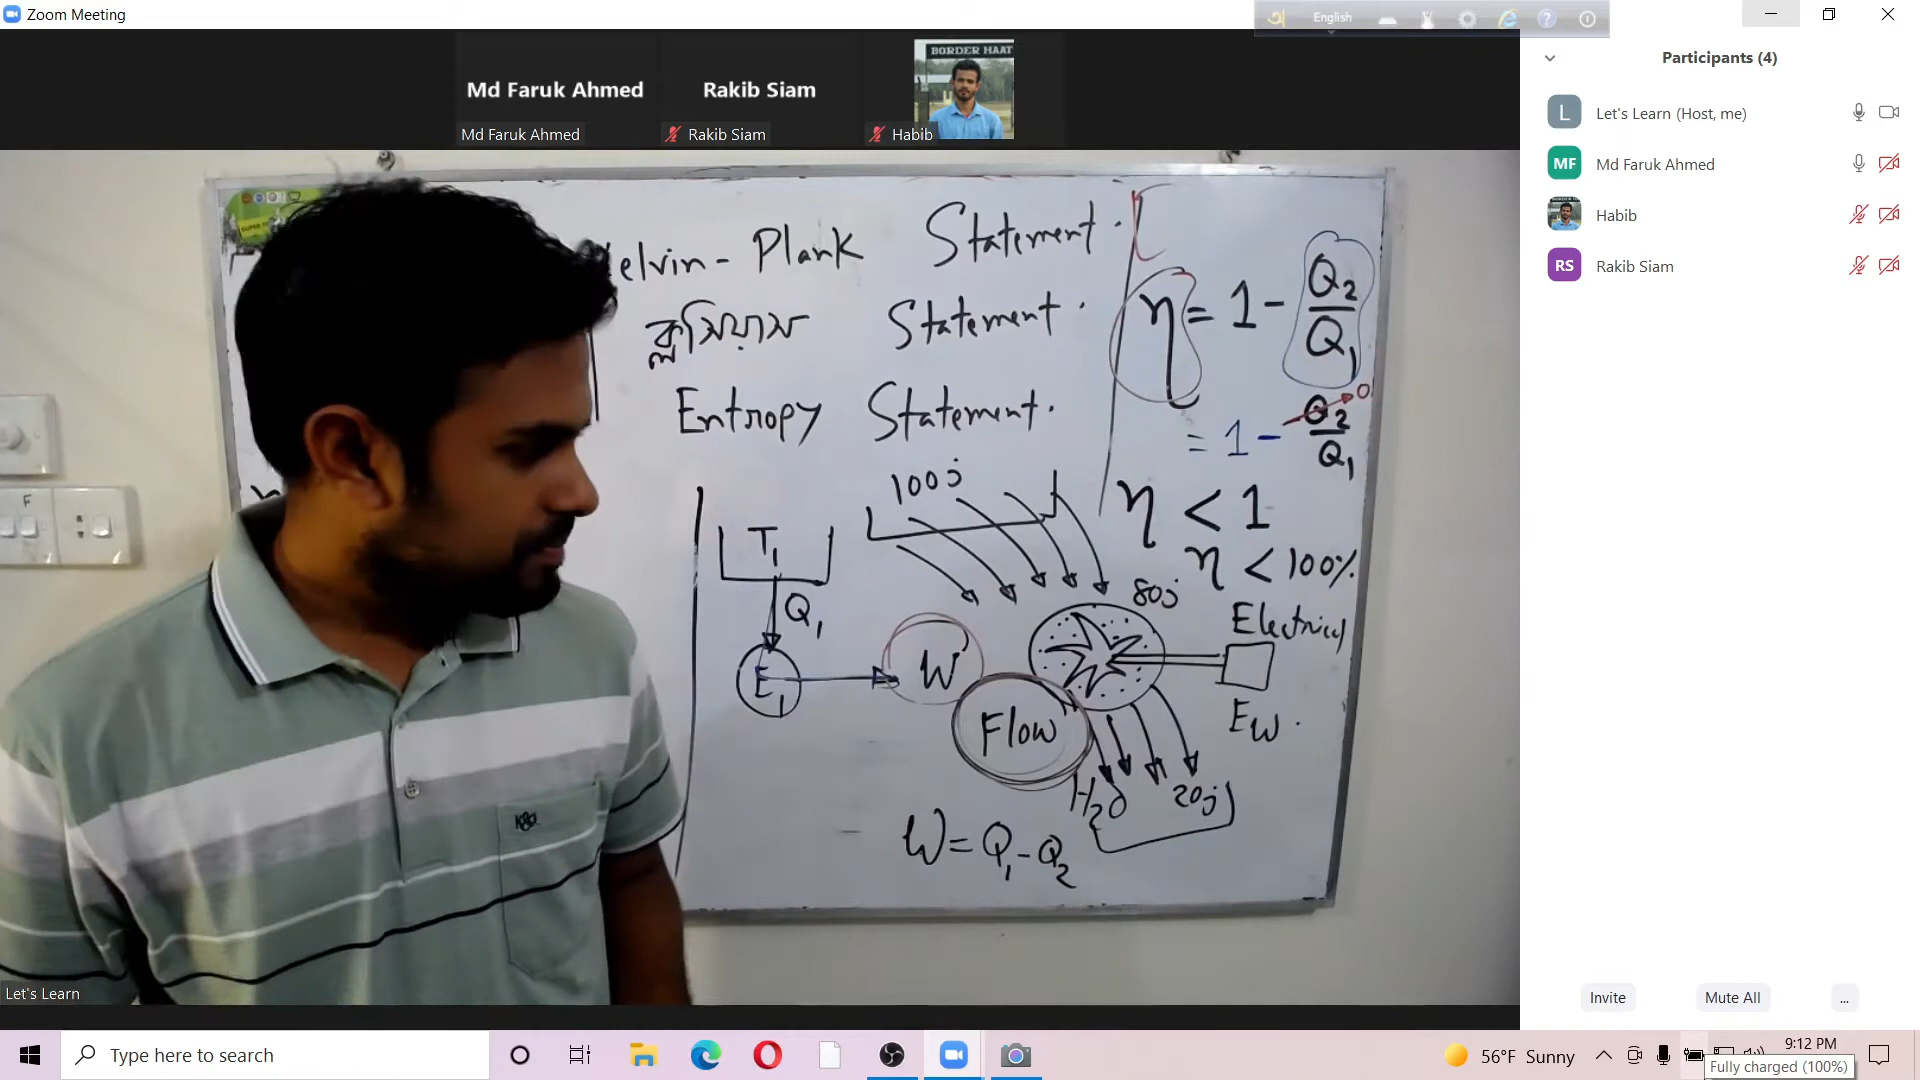 Zoom Meeting
English
Md Faruk Ahmed
Rakib Siam
BORDER HAAT
Md Faruk Ahmed
Rakib Siam
Habib
Participants (4)
L
Let's Learn (Host, me)
MF
Md Faruk Ahmed
Habib
RS
Rakib Siam
elvin - Plank Statement.
ক্লসিয়াস Statement.
Entropy Statement.
η = 1 - Q₂/Q₁
= 1 - Q₂/Q₁
0
η < 1
η < 100%
100j
T₁
Q₁
E₁
W
80j
Electrical
EW.
Flow
H₂O
20j
W = Q₁ - Q₂
F
Let's Learn
Invite
Mute All
...
Type here to search
56°F Sunny
9:12 PM
Fully charged (100%)